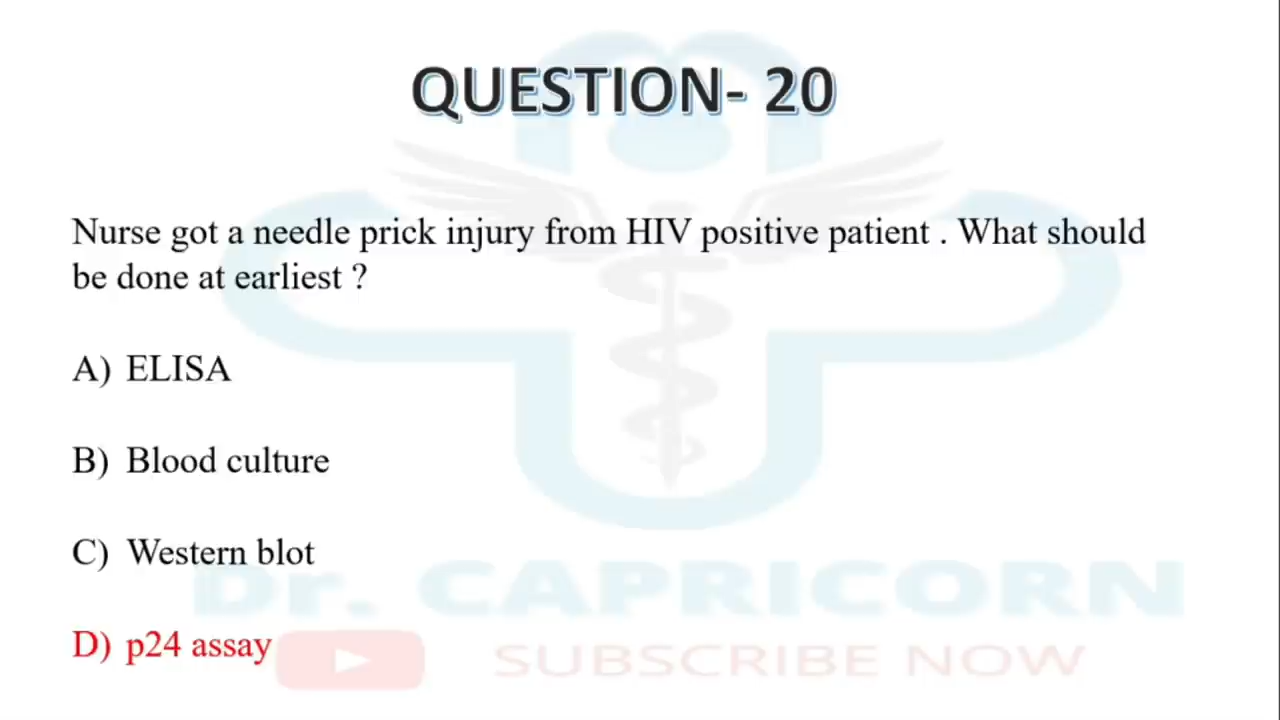 QUESTION- 20
Nurse got a needle prick injury from HIV positive patient . What should
be done at earliest ?
A) ELISA
B) Blood culture
C) Western blot
D) p24 assay
Dr. CAPRICORN
SUBSCRIBE NOW